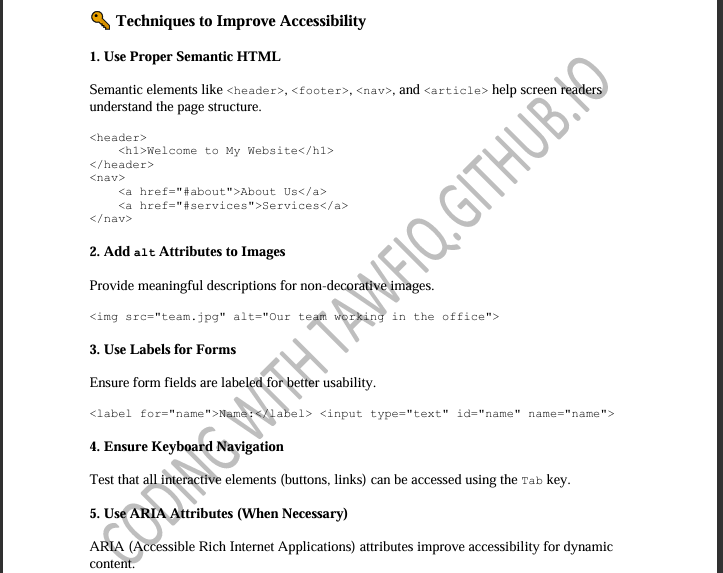 🔑 Techniques to Improve Accessibility
1. Use Proper Semantic HTML
Semantic elements like <header>, <footer>, <nav>, and <article> help screen readers
understand the page structure.
<header>
    <h1>Welcome to My Website</h1>
</header>
<nav>
    <a href="#about">About Us</a>
    <a href="#services">Services</a>
</nav>
2. Add alt Attributes to Images
Provide meaningful descriptions for non-decorative images.
<img src="team.jpg" alt="Our team working in the office">
3. Use Labels for Forms
Ensure form fields are labeled for better usability.
<label for="name">Name:</label> <input type="text" id="name" name="name">
4. Ensure Keyboard Navigation
Test that all interactive elements (buttons, links) can be accessed using the Tab key.
5. Use ARIA Attributes (When Necessary)
ARIA (Accessible Rich Internet Applications) attributes improve accessibility for dynamic
content.
CODING WITH TAWFIQ.GITHUB.IO